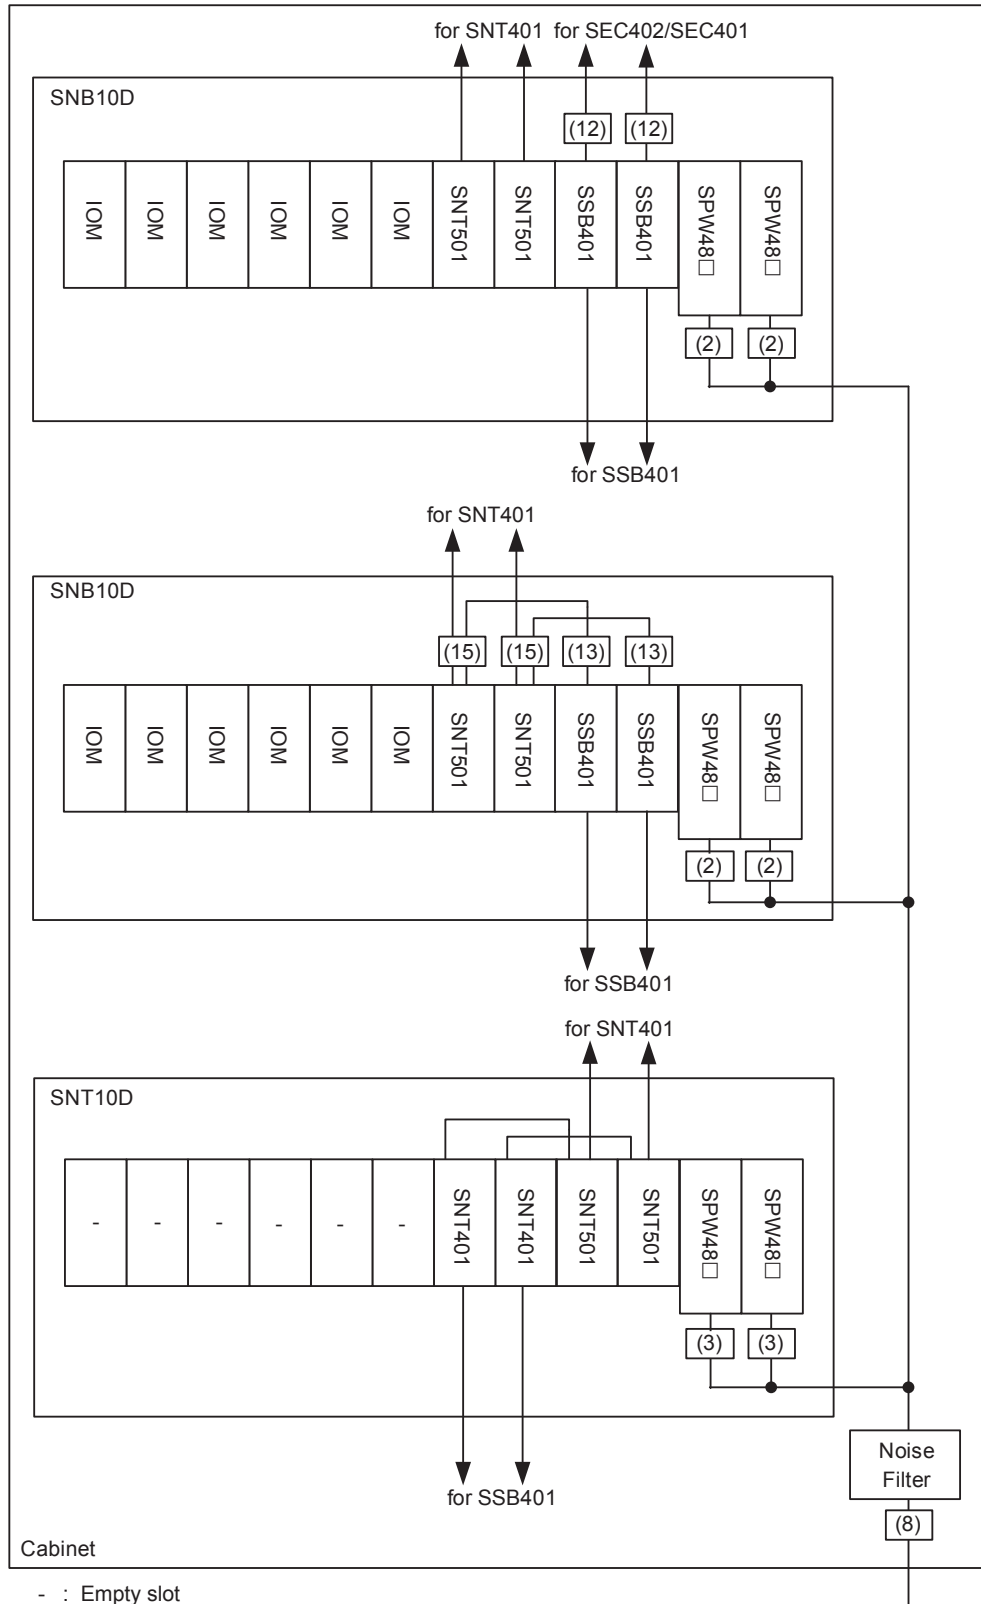 for SNT401 for SEC402/SEC401
SNB10D
(12) (12)
IOM IOM IOM IOM IOM IOM SNT501 SNT501 SSB401 SSB401 SPW48□ SPW48□
(2) (2)
for SSB401
for SNT401
SNB10D
(15) (15) (13) (13)
IOM IOM IOM IOM IOM IOM SNT501 SNT501 SSB401 SSB401 SPW48□ SPW48□
(2) (2)
for SSB401
for SNT401
SNT10D
- - - - - - SNT401 SNT401 SNT501 SNT501 SPW48□ SPW48□
(3) (3)
Noise
Filter
for SSB401
(8)
Cabinet
- : Empty slot